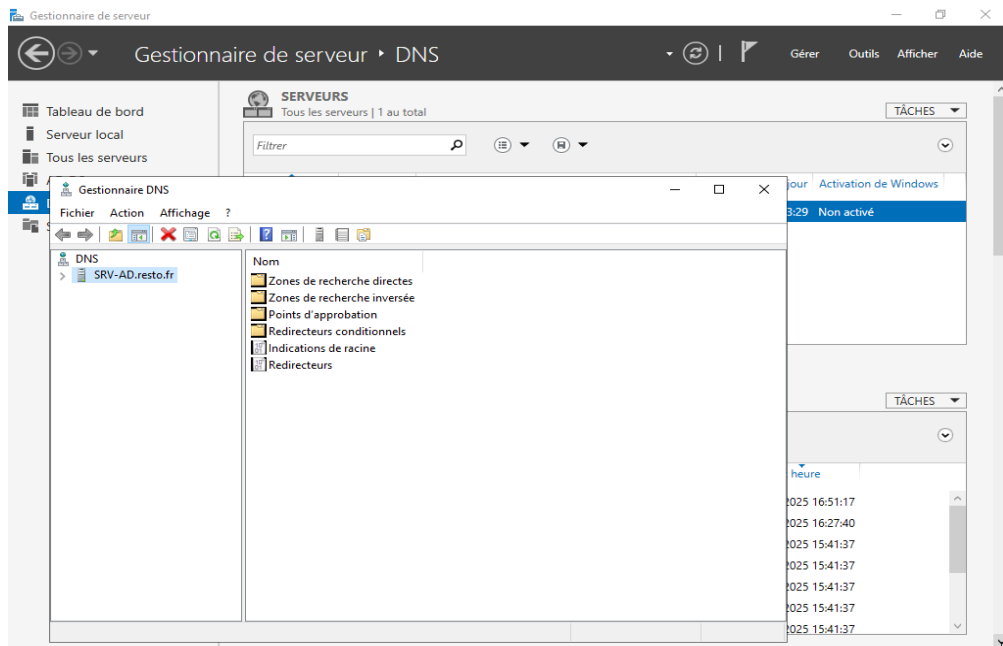 Gestionnaire de serveur
Gestionnaire de serveur ‣ DNS
Gérer Outils Afficher Aide
Tableau de bord
Serveur local
Tous les serveurs
SERVEURS
Tous les serveurs | 1 au total
TÂCHES
Filtrer
jour Activation de Windows
3:29 Non activé
Gestionnaire DNS
Fichier Action Affichage ?
DNS
SRV-AD.resto.fr
Nom
Zones de recherche directes
Zones de recherche inversée
Points d'approbation
Redirecteurs conditionnels
Indications de racine
Redirecteurs
TÂCHES
heure
2025 16:51:17
2025 16:27:40
2025 15:41:37
2025 15:41:37
2025 15:41:37
2025 15:41:37
2025 15:41:37